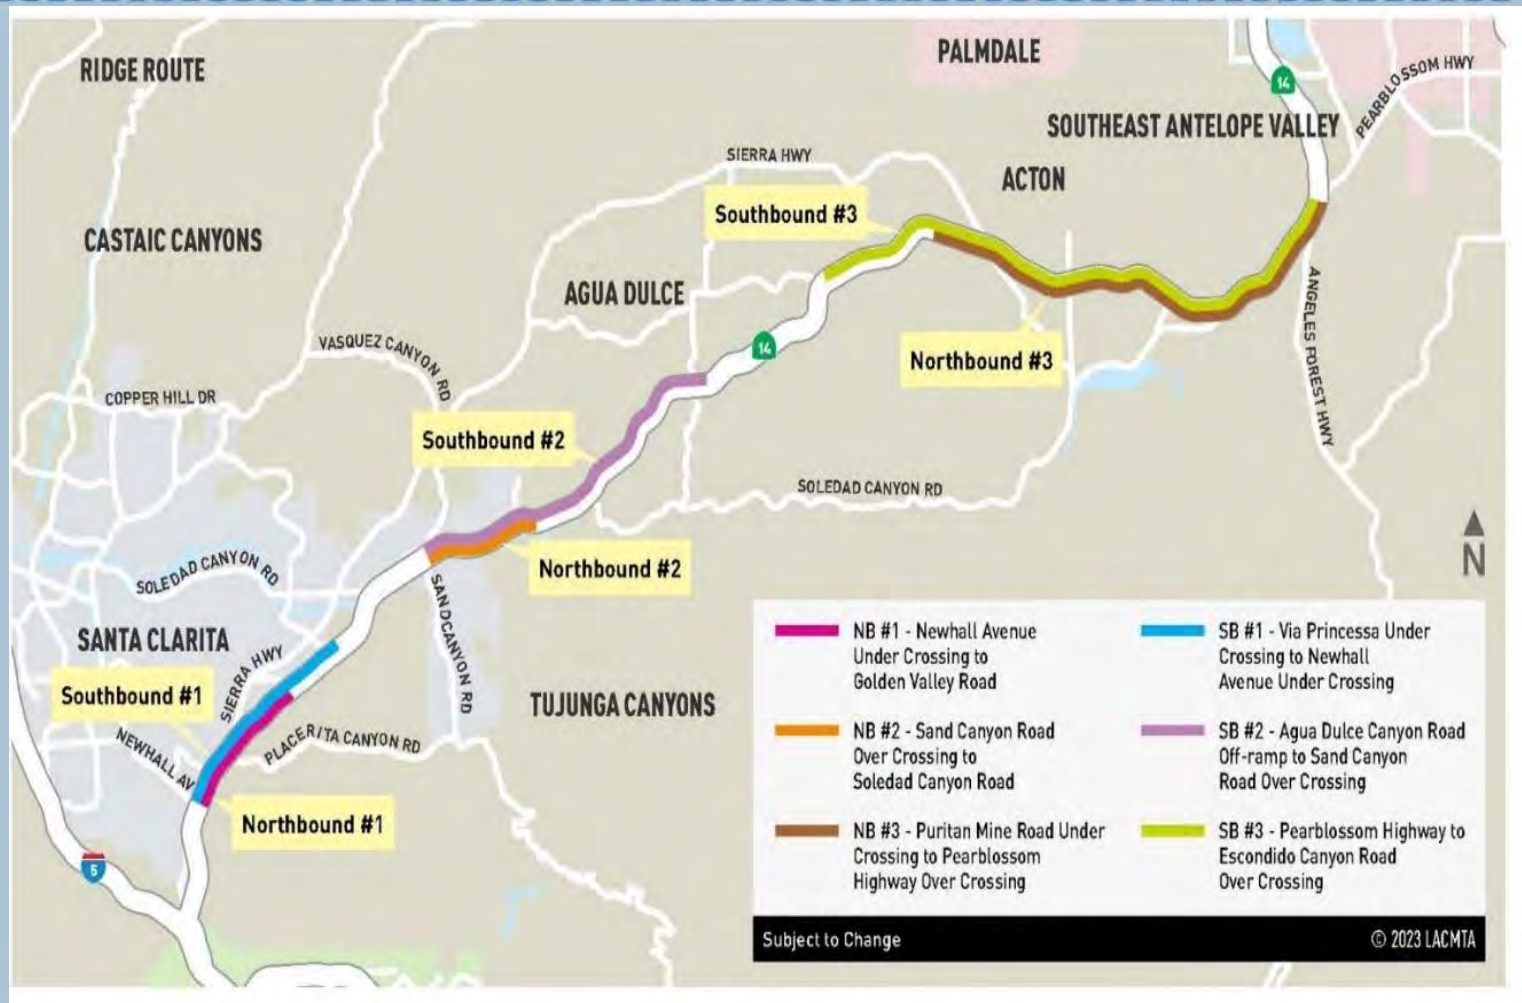 RIDGE ROUTE
PALMDALE
14
PEARBLOSSOM HWY
SOUTHEAST ANTELOPE VALLEY
SIERRA HWY
ACTON
Southbound #3
CASTAIC CANYONS
AGUA DULCE
ANGELES FOREST HWY
VASQUEZ CANYON RD
14
Northbound #3
COPPER HILL DR
Southbound #2
SOLEDAD CANYON RD
Northbound #2
N
SOLEDAD CANYON RD
SAND CANYON RD
SANTA CLARITA
SIERRA HWY
Southbound #1
TUJUNGA CANYONS
NEWHALL AV
PLACERITA CANYON RD
Northbound #1
5
NB #1 - Newhall Avenue
Under Crossing to
Golden Valley Road
NB #2 - Sand Canyon Road
Over Crossing to
Soledad Canyon Road
NB #3 - Puritan Mine Road Under
Crossing to Pearblossom
Highway Over Crossing
SB #1 - Via Princessa Under
Crossing to Newhall
Avenue Under Crossing
SB #2 - Agua Dulce Canyon Road
Off-ramp to Sand Canyon
Road Over Crossing
SB #3 - Pearblossom Highway to
Escondido Canyon Road
Over Crossing
Subject to Change
© 2023 LACMTA